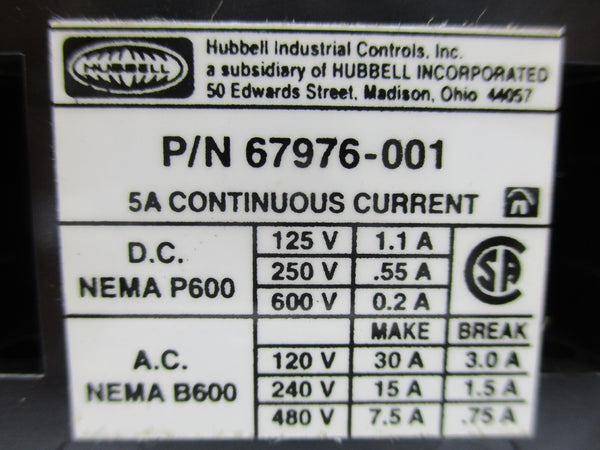 HUBBELL
Hubbell Industrial Controls, Inc.
a subsidiary of HUBBELL INCORPORATED
50 Edwards Street, Madison, Ohio 44057
P/N 67976-001
5A CONTINUOUS CURRENT
D.C.
NEMA P600
125 V 1.1 A
250 V .55 A
600 V 0.2 A
SA
MAKE BREAK
A.C.
NEMA B600
120 V 30 A 3.0 A
240 V 15 A 1.5 A
480 V 7.5 A .75 A